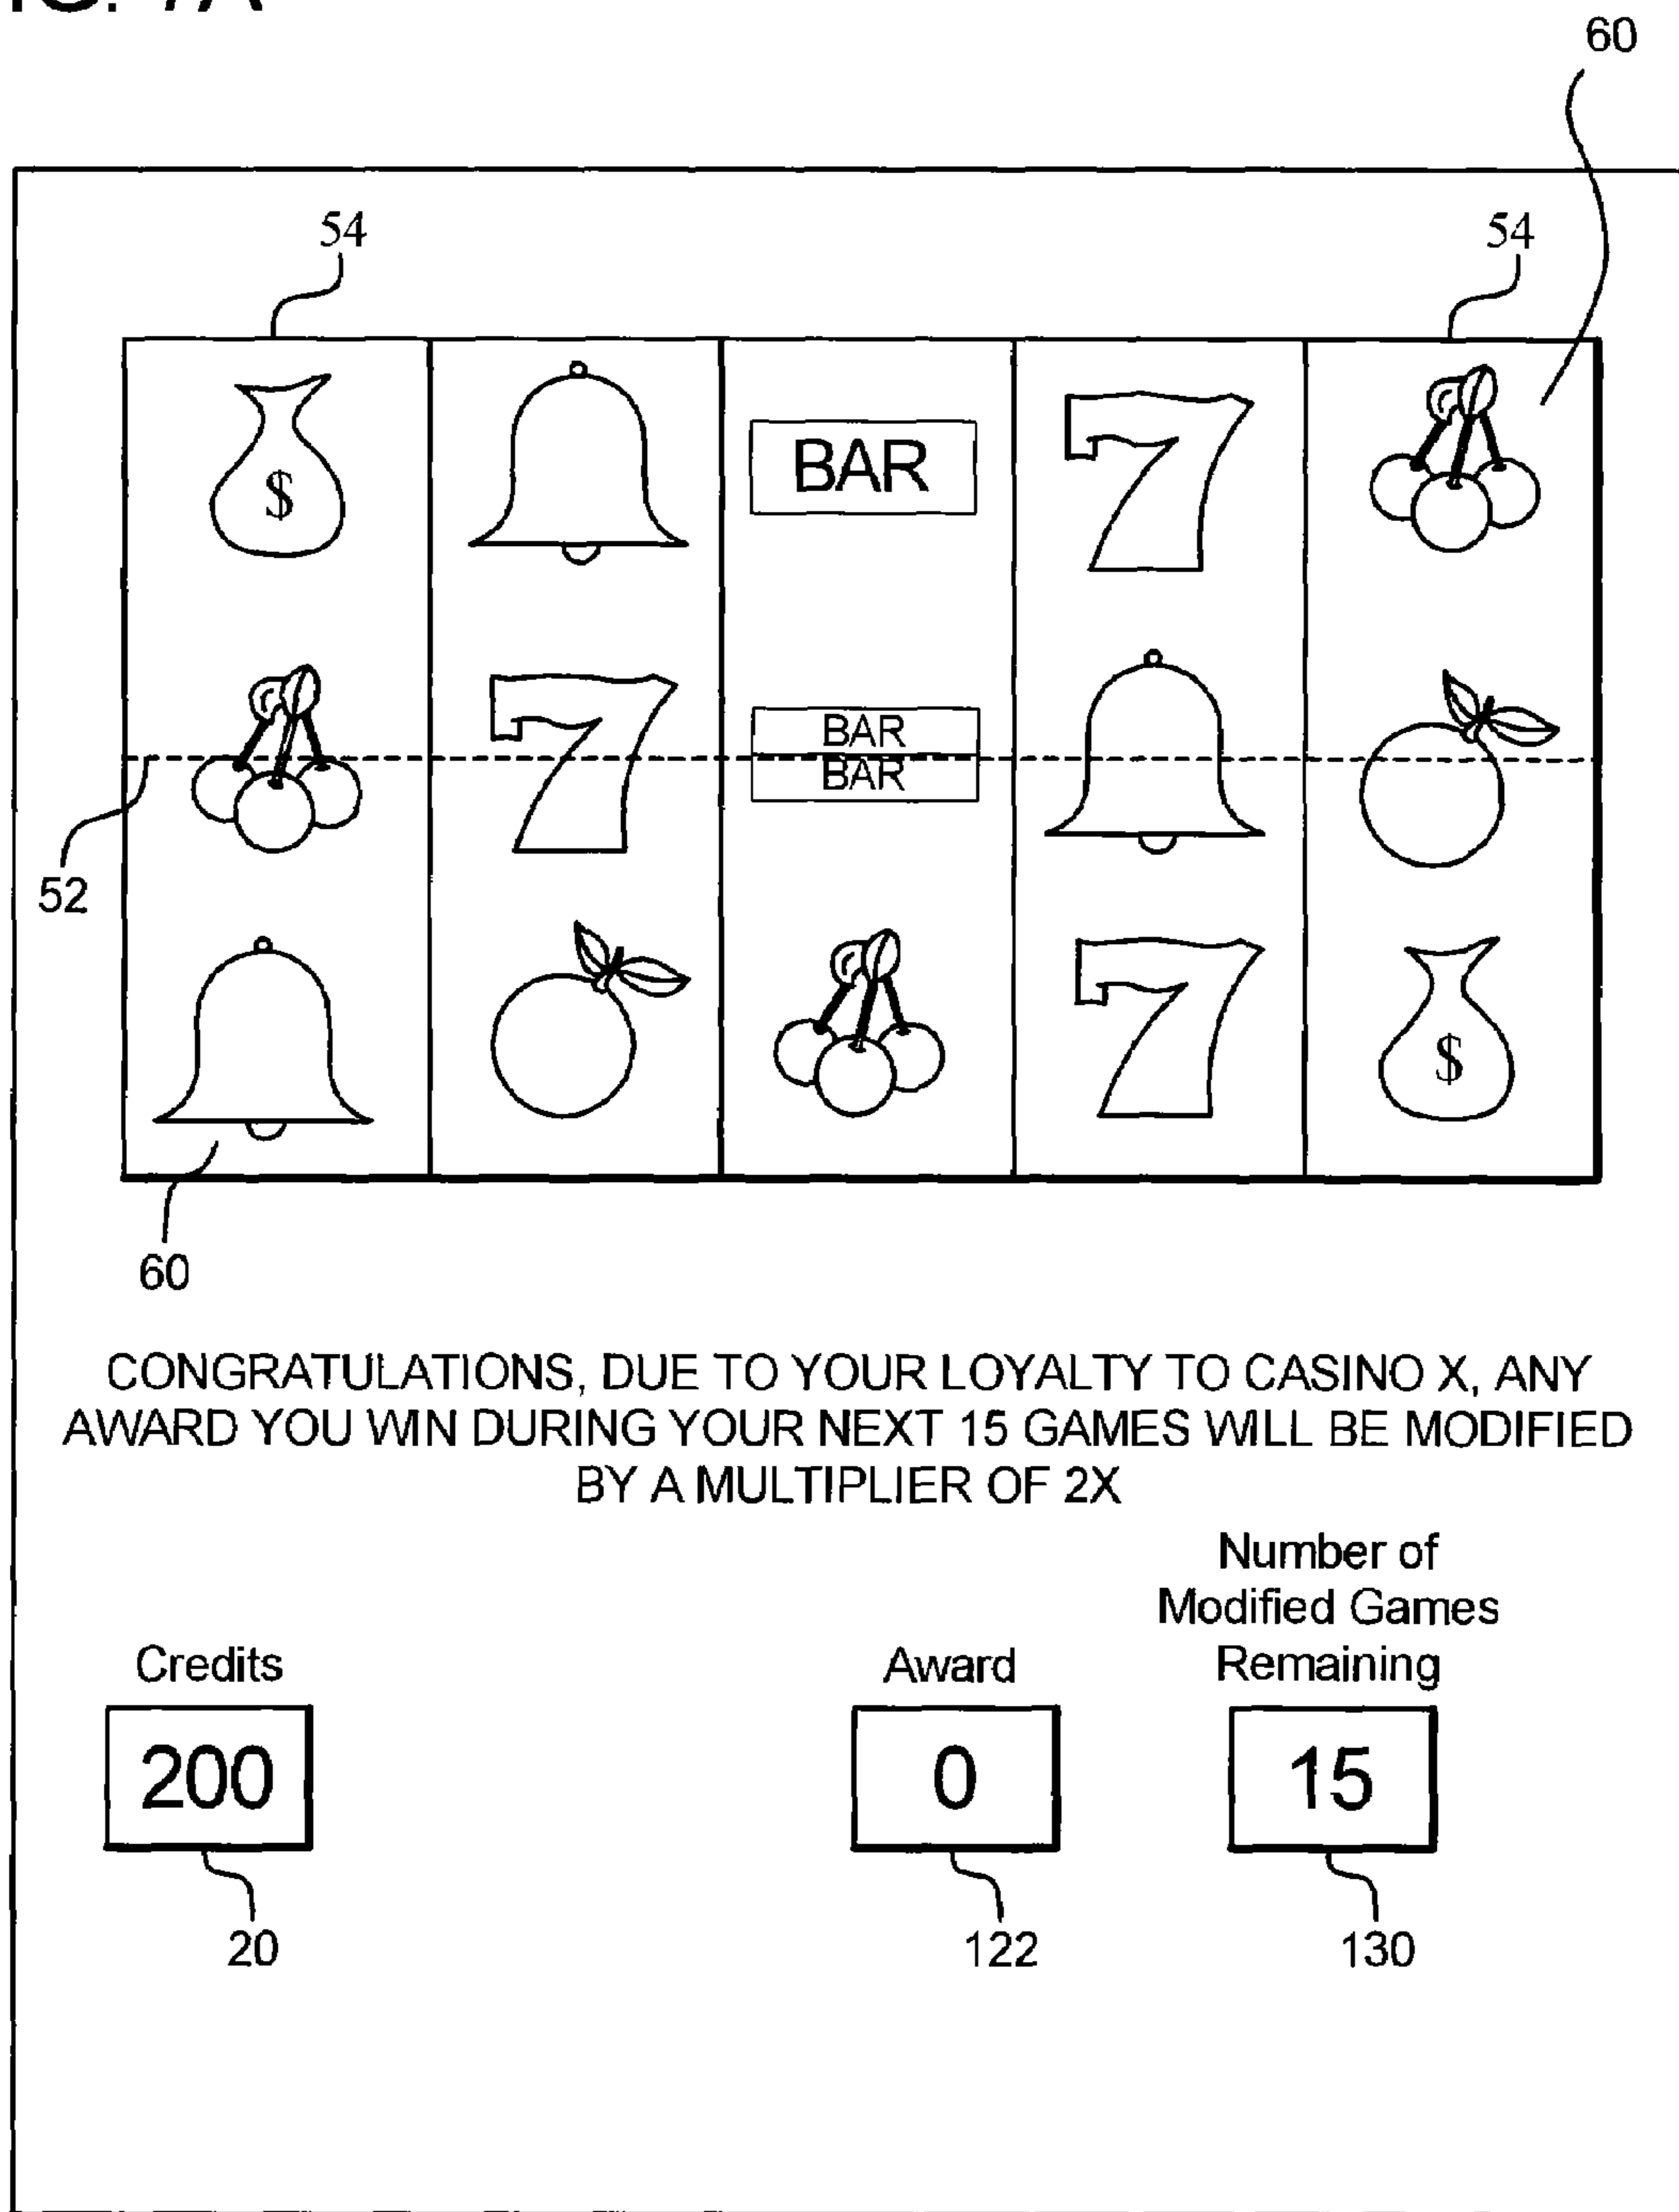 60
54 54
$ BAR
BAR
BAR
52
$
60
CONGRATULATIONS, DUE TO YOUR LOYALTY TO CASINO X, ANY
AWARD YOU WIN DURING YOUR NEXT 15 GAMES WILL BE MODIFIED
BY A MULTIPLIER OF 2X
Number of
Modified Games
Credits Award Remaining
200 0 15
20 122 130